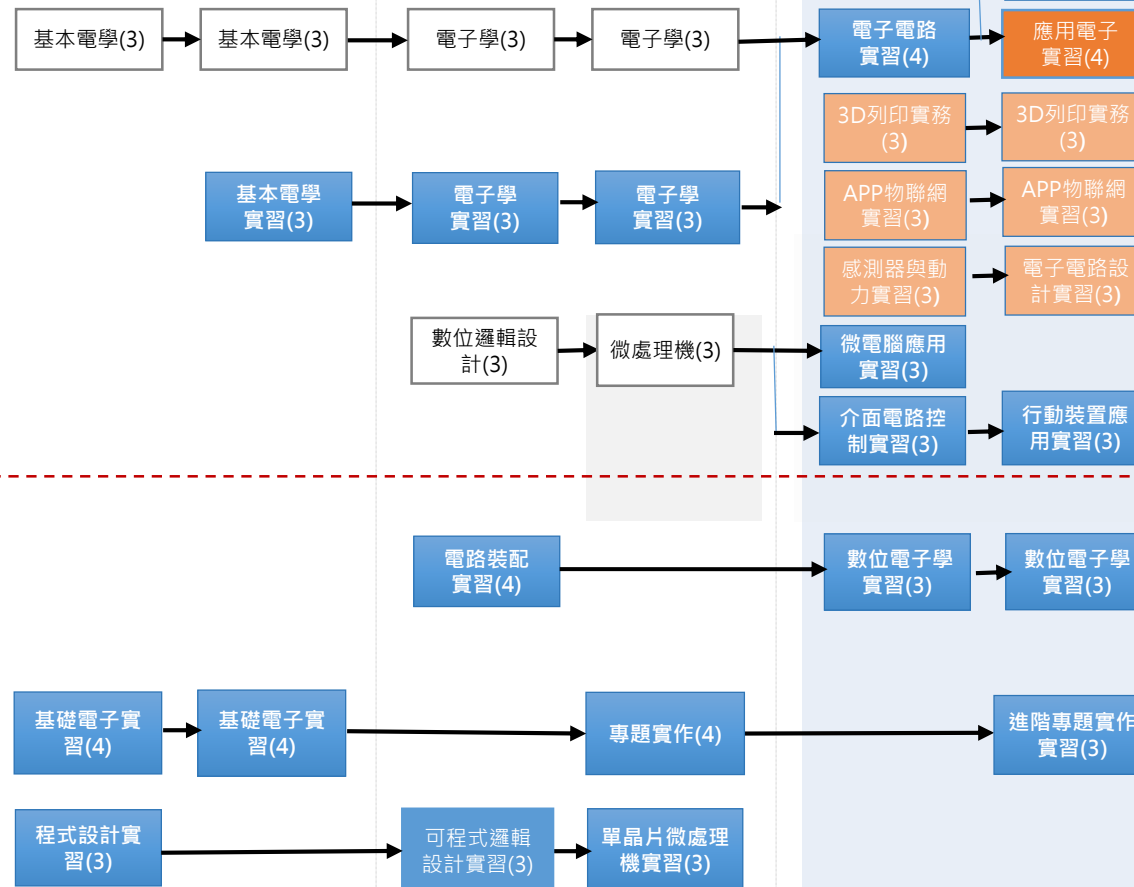 基本電學(3)
基本電學(3)
電子學(3)
電子學(3)
電子電路
實習(4)
應用電子
實習(4)
3D列印實務
(3)
3D列印實務
(3)
基本電學
實習(3)
電子學
實習(3)
電子學
實習(3)
APP物聯網
實習(3)
APP物聯網
實習(3)
感測器與動
力實習(3)
電子電路設
計實習(3)
數位邏輯設
計(3)
微處理機(3)
微電腦應用
實習(3)
介面電路控
制實習(3)
行動裝置應
用實習(3)
電路裝配
實習(4)
數位電子學
實習(3)
數位電子學
實習(3)
基礎電子實
習(4)
基礎電子實
習(4)
專題實作(4)
進階專題實作
實習(3)
程式設計實
習(3)
可程式邏輯
設計實習(3)
單晶片微處理
機實習(3)